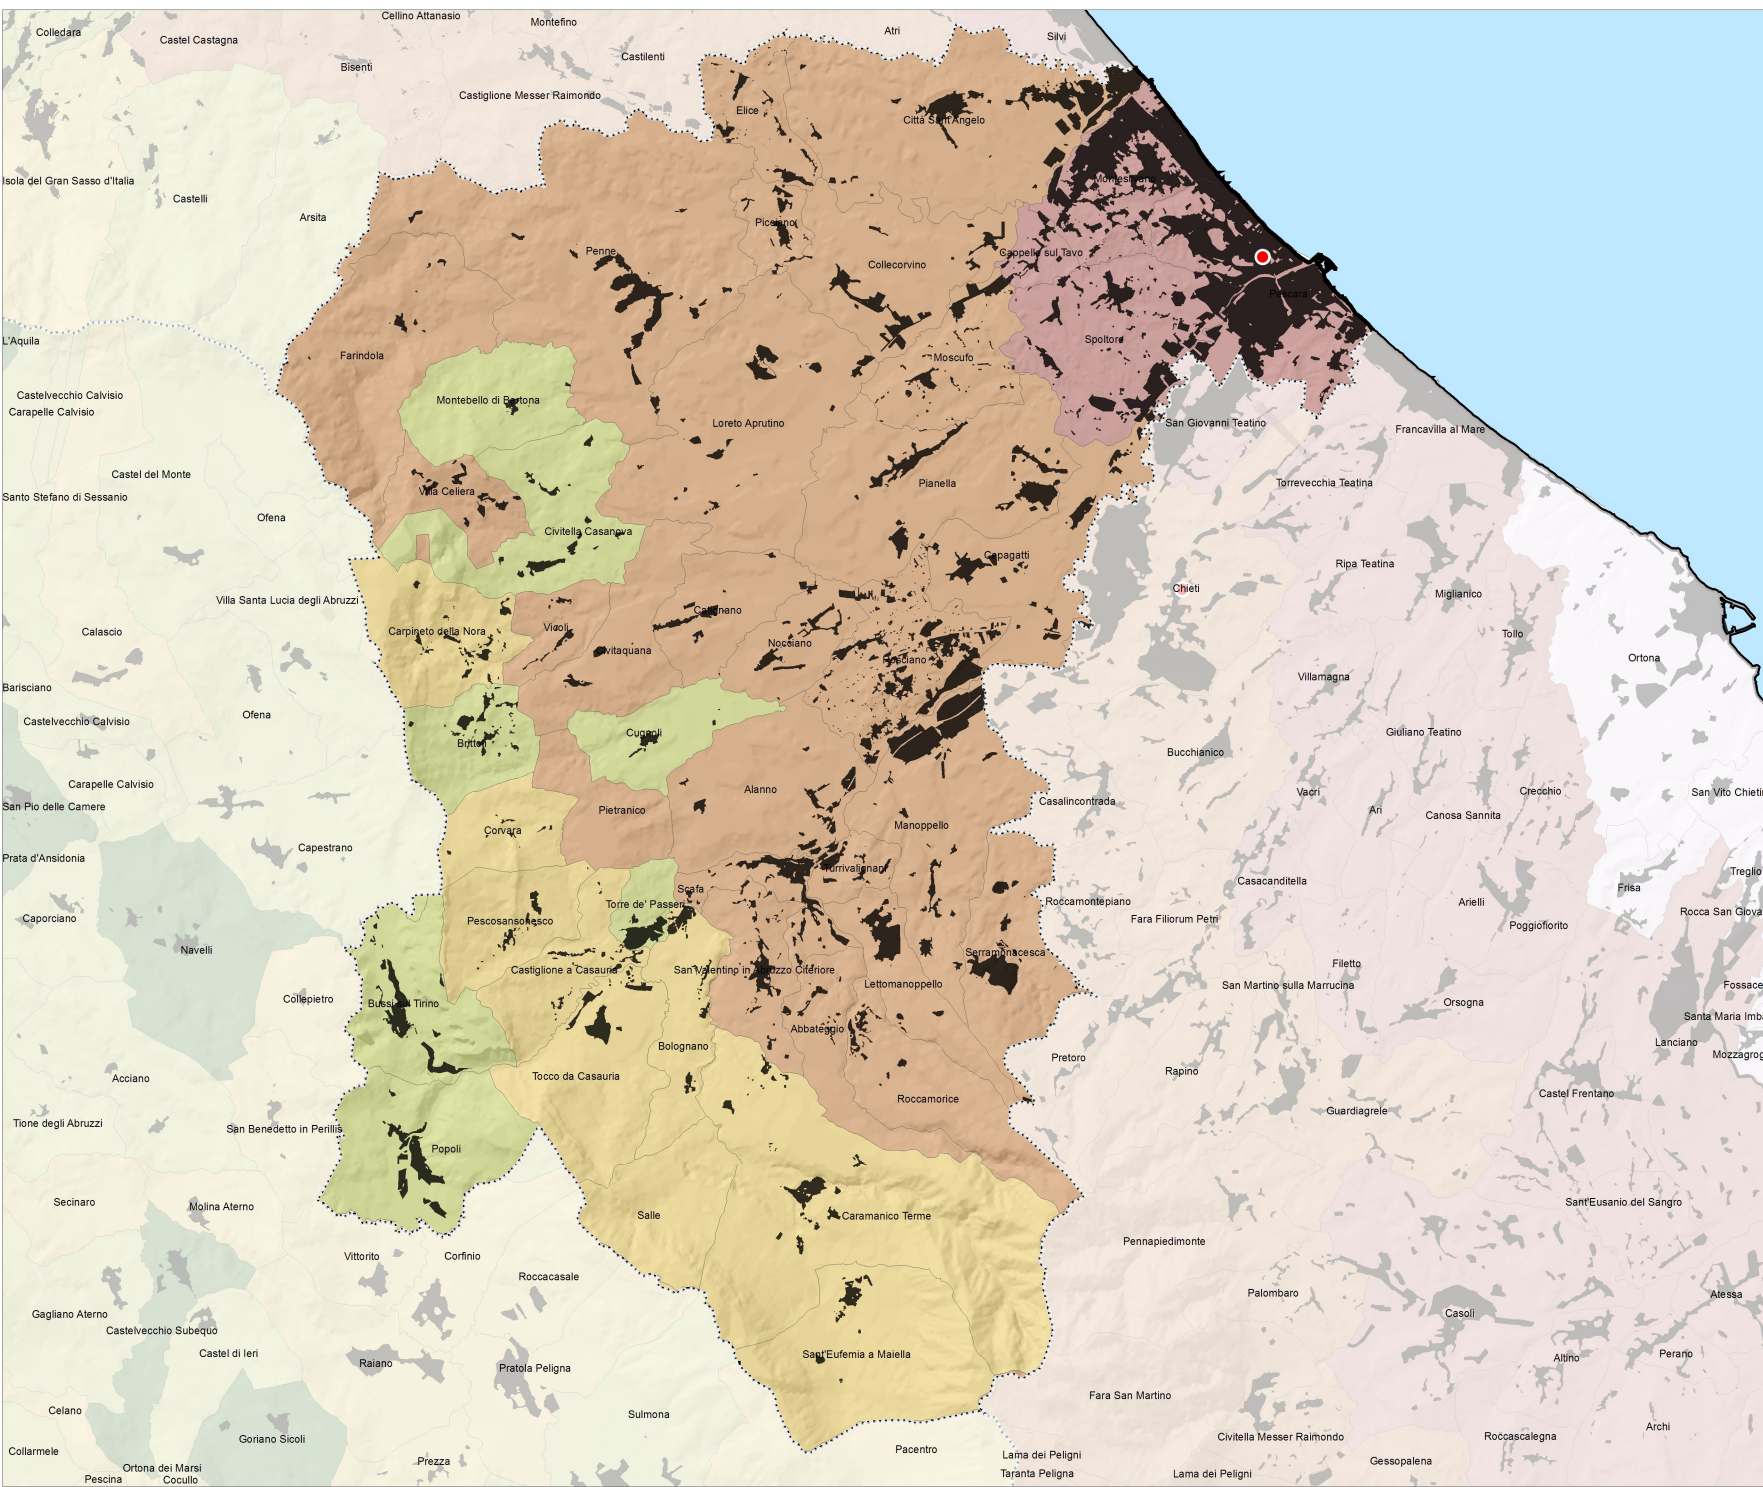 Cellino Attanasio
Montefino
Colledara
Castel Castagna
Atri
Silvi
Castilenti
Bisenti
Castiglione Messer Raimondo
Elice
Città Sant'Angelo
Isola del Gran Sasso d'Italia
Montesilvano
Castelli
Arsita
Picciano
Penne
Cappelle sul Tavo
Collecorvino
Pescara
L'Aquila
Spoltore
Farindola
Moscufo
Castelvecchio Calvisio
Montebello di Bertona
Carapelle Calvisio
Loreto Aprutino
San Giovanni Teatino
Francavilla al Mare
Castel del Monte
Villa Celiera
Pianella
Torrevecchia Teatina
Santo Stefano di Sessanio
Ofena
Civitella Casanova
Cepagatti
Ripa Teatina
Chieti
Miglianico
Villa Santa Lucia degli Abruzzi
Catignano
Calascio
Carpineto della Nora
Vicoli
Tollo
Nocciano
Civitaquana
Rosciano
Ortona
Villamagna
Barisciano
Ofena
Castelvecchio Calvisio
Cugnoli
Giuliano Teatino
Brittoli
Bucchianico
Carapelle Calvisio
Alanno
Vacri
Crecchio
San Vito Chieti
San Pio delle Camere
Casalincontrada
Pietranico
Ari
Canosa Sannita
Corvara
Manoppello
Capestrano
Prata d'Ansidonia
Turrivalignani
Treglio
Casacanditella
Scafa
Frisa
Torre de' Passeri
Roccamontepiano
Arielli
Rocca San Giova
Caporciano
Pescosansonesco
Fara Filiorum Petri
Poggiofiorito
Navelli
Serramonacesca
Filetto
Castiglione a Casauria
San Valentino in Abruzzo Citeriore
Lettomanoppello
San Martino sulla Marrucina
Fossace
Collepietro
Bussi sul Tirino
Orsogna
Santa Maria Imba
Abbateggio
Lanciano
Bolognano
Pretoro
Mozzagrog
Rapino
Tocco da Casauria
Acciano
Castel Frentano
Roccamorice
Guardiagrele
Tione degli Abruzzi
San Benedetto in Perillis
Popoli
Secinaro
Molina Aterno
Sant'Eusanio del Sangro
Salle
Caramanico Terme
Pennapiedimonte
Vittorito
Corfinio
Roccacasale
Palombaro
Atessa
Gagliano Aterno
Casoli
Castelvecchio Subequo
Castel di Ieri
Sant'Eufemia a Maiella
Perano
Altino
Raiano
Pratola Peligna
Fara San Martino
Celano
Sulmona
Archi
Goriano Sicoli
Civitella Messer Raimondo
Roccascalegna
Collarmele
Pacentro
Lama dei Peligni
Prezza
Gessopalena
Ortona dei Marsi
Taranta Peligna
Lama dei Peligni
Pescina
Cocullo